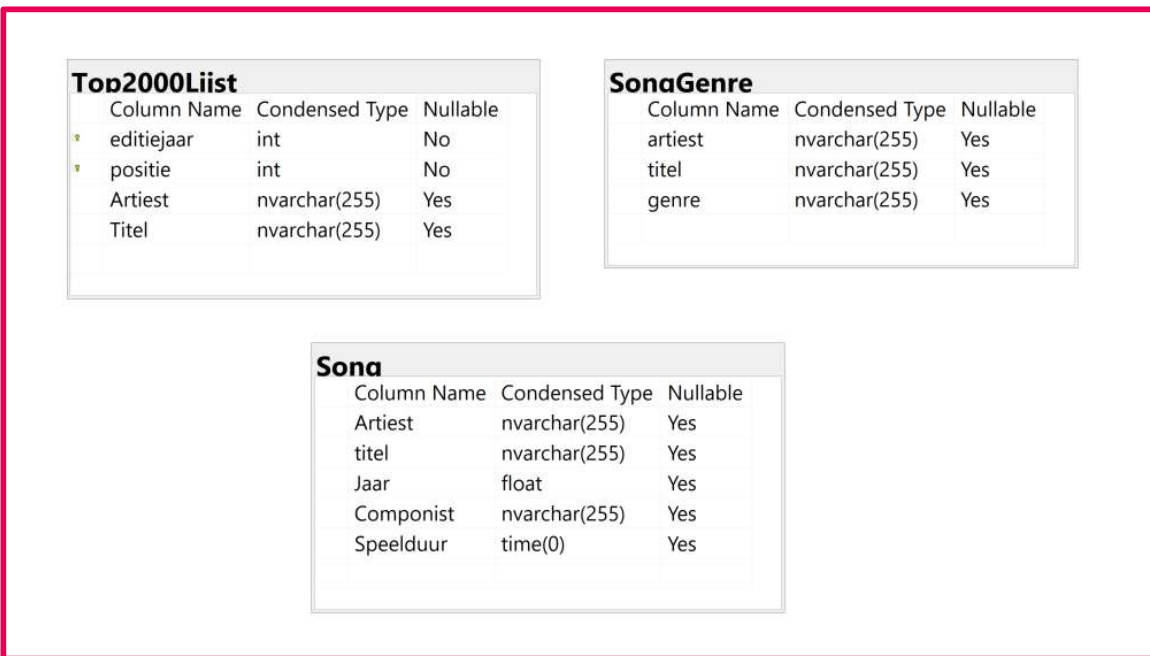 Top2000Lijst
Column Name Condensed Type Nullable
editiejaar int No
positie int No
Artiest nvarchar(255) Yes
Titel nvarchar(255) Yes
SongGenre
Column Name Condensed Type Nullable
artiest nvarchar(255) Yes
titel nvarchar(255) Yes
genre nvarchar(255) Yes
Song
Column Name Condensed Type Nullable
Artiest nvarchar(255) Yes
titel nvarchar(255) Yes
Jaar float Yes
Componist nvarchar(255) Yes
Speelduur time(0) Yes